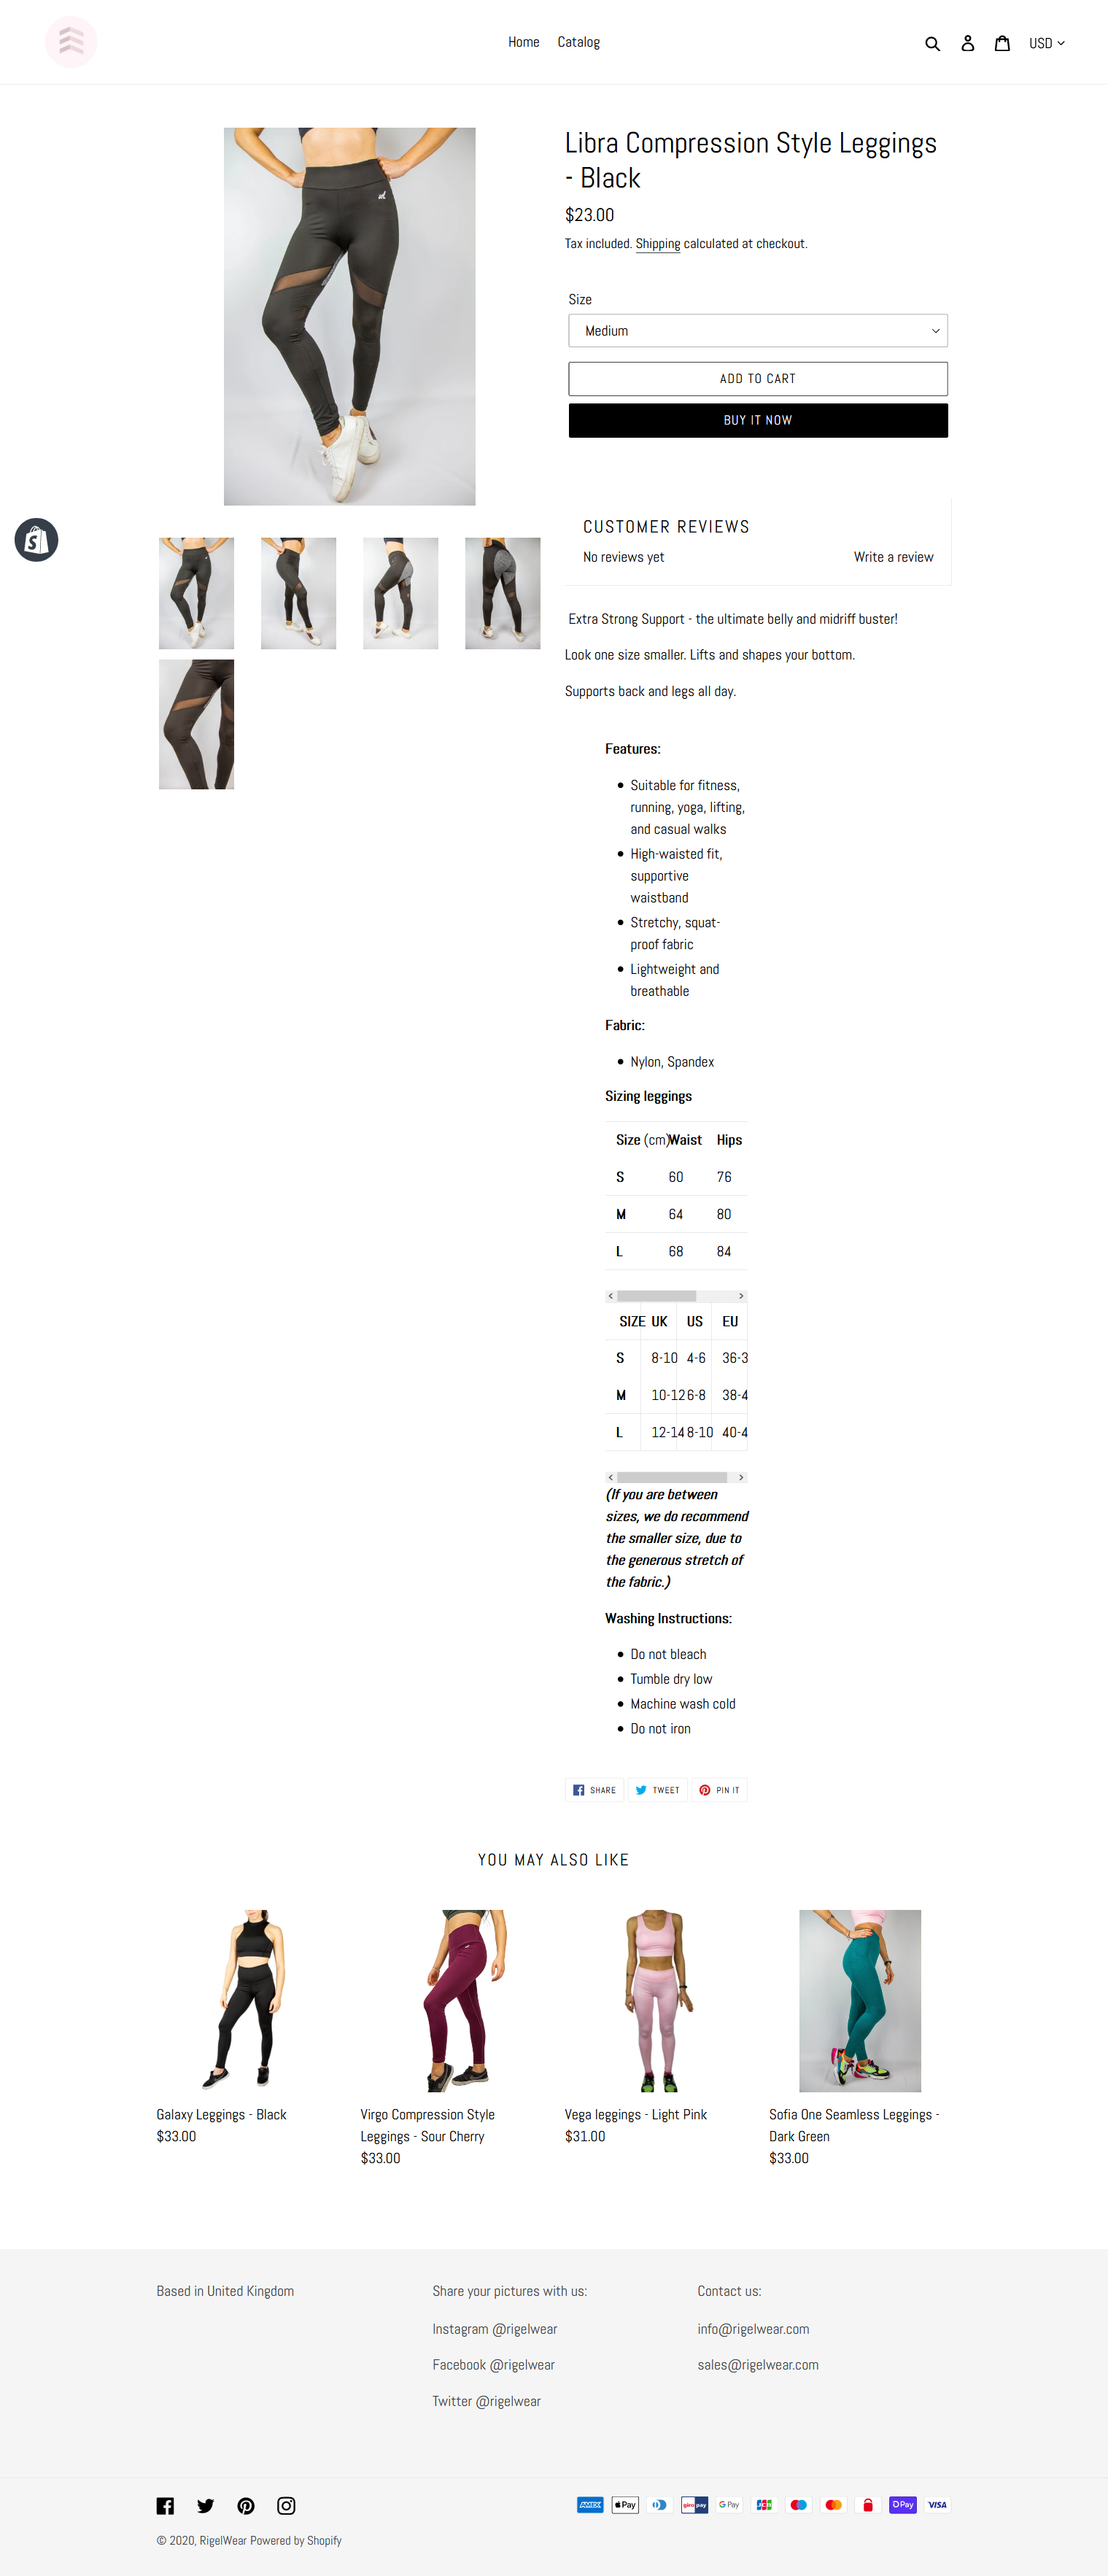 Home Catalog
USD
Libra Compression Style Leggings
- Black
$23.00
Tax included. Shipping calculated at checkout.
Size
Medium
ADD TO CART
BUY IT NOW
CUSTOMER REVIEWS
No reviews yet Write a review
Extra Strong Support - the ultimate belly and midriff buster!
Look one size smaller. Lifts and shapes your bottom.
Supports back and legs all day.
Features:
Suitable for fitness,
running, yoga, lifting,
and casual walks
High-waisted fit,
supportive
waistband
Stretchy, squat-
proof fabric
Lightweight and
breathable
Fabric:
Nylon, Spandex
Sizing leggings
Size (cm) Waist Hips
S 60 76
M 64 80
L 68 84
SIZE UK US EU
S 8-10 4-6 36-3
M 10-12 6-8 38-4
L 12-14 8-10 40-4
(If you are between
sizes, we do recommend
the smaller size, due to
the generous stretch of
the fabric.)
Washing Instructions:
Do not bleach
Tumble dry low
Machine wash cold
Do not iron
SHARE TWEET PIN IT
YOU MAY ALSO LIKE
Galaxy Leggings - Black
$33.00
Virgo Compression Style
Leggings - Sour Cherry
$33.00
Vega leggings - Light Pink
$31.00
Sofia One Seamless Leggings -
Dark Green
$33.00
Based in United Kingdom
Share your pictures with us:
Instagram @rigelwear
Facebook @rigelwear
Twitter @rigelwear
Contact us:
info@rigelwear.com
sales@rigelwear.com
AMEX Pay giropay G Pay JCB Pay VISA
© 2020, RigelWear Powered by Shopify